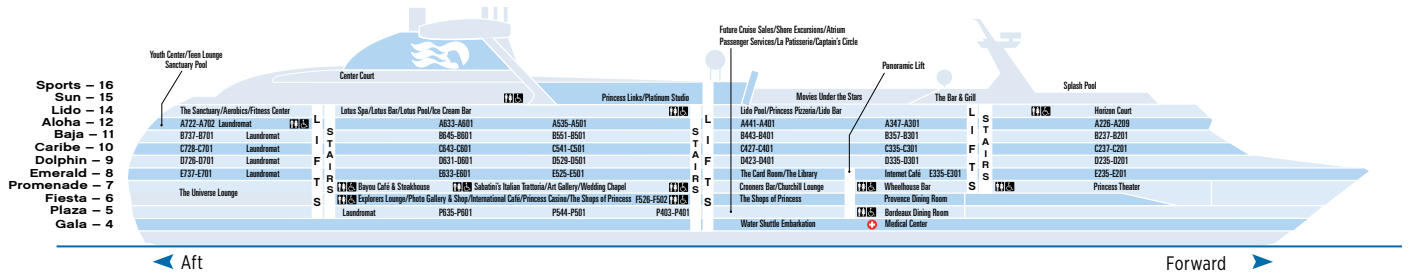 Future Cruise Sales/Shore Excursions/Atrium
Passenger Services/La Patisserie/Captain's Circle
Youth Center/Teen Lounge
Sanctuary Pool
Panoramic Lift
Center Court
Splash Pool
Sports – 16
Sun – 15 Princess Links/Platinum Studio Movies Under the Stars The Bar & Grill
Lido – 14 The Sanctuary/Aerobics/Fitness Center Lotus Spa/Lotus Bar/Lotus Pool/Ice Cream Bar Lido Pool/Princess Pizzeria/Lido Bar Horizon Court
Aloha – 12 A722-A702 Laundromat A633-A601 A535-A501 A441-A401 A347-A301 A226-A209
Baja – 11 B737-B701 Laundromat B645-B601 B551-B501 B443-B401 B357-B301 B237-B201
Caribe – 10 C728-C701 Laundromat C643-C601 C541-C501 C427-C401 C335-C301 C237-C201
Dolphin – 9 D726-D701 Laundromat D631-D601 D529-D501 D423-D401 D335-D301 D235-D201
Emerald – 8 E737-E701 Laundromat E633-E601 E525-E501 The Card Room/The Library Internet Café E335-E301 E235-E201
Promenade – 7 The Universe Lounge Bayou Café & Steakhouse Sabatini's Italian Trattoria/Art Gallery/Wedding Chapel Crooners Bar/Churchill Lounge Wheelhouse Bar Princess Theater
Fiesta – 6 Explorers Lounge/Photo Gallery & Shop/International Café/Princess Casino/The Shops of Princess F526-F502 The Shops of Princess Provence Dining Room
Plaza – 5 Laundromat P635-P601 P544-P501 P403-P401 Bordeaux Dining Room
Gala – 4 Water Shuttle Embarkation Medical Center
LIFTS
STAIRS
STAIRS
LIFTS
LIFTS
STAIRS
Aft Forward